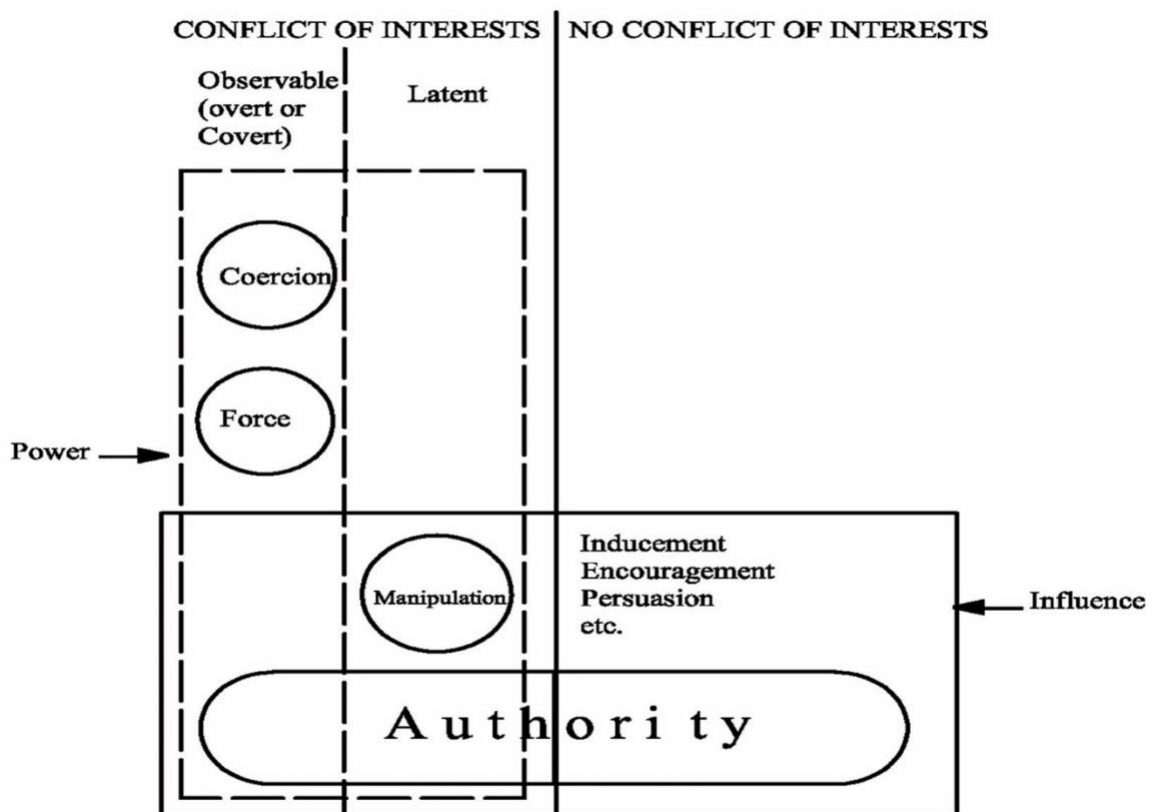 CONFLICT OF INTERESTS
NO CONFLICT OF INTERESTS
Observable
(overt or
Covert)
Latent
Coercion
Force
Power
Manipulation
Inducement
Encouragement
Persuasion
etc.
Influence
Authority